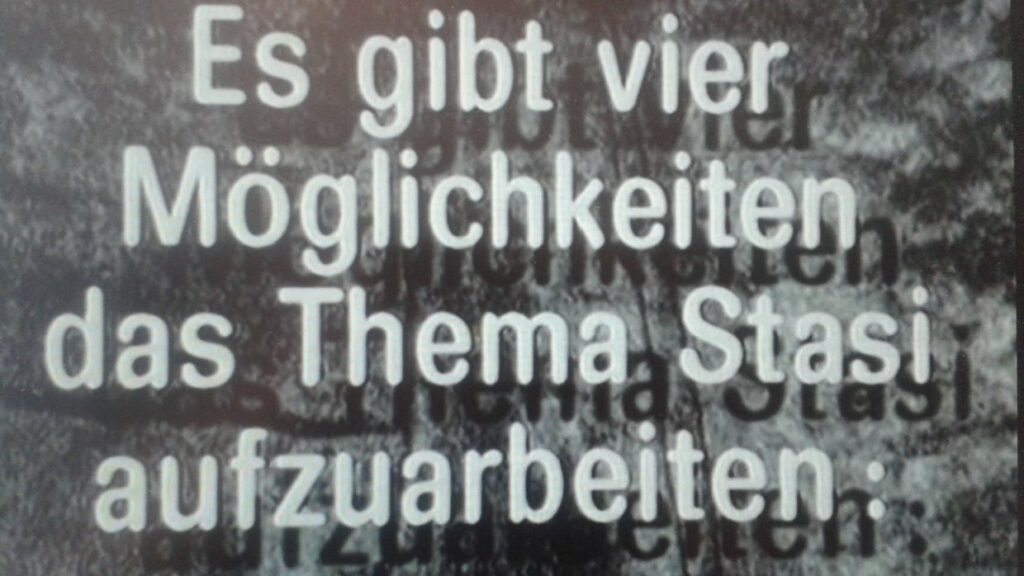 Es gibt vier
Möglichkeiten
das Thema Stasi
aufzuarbeiten: